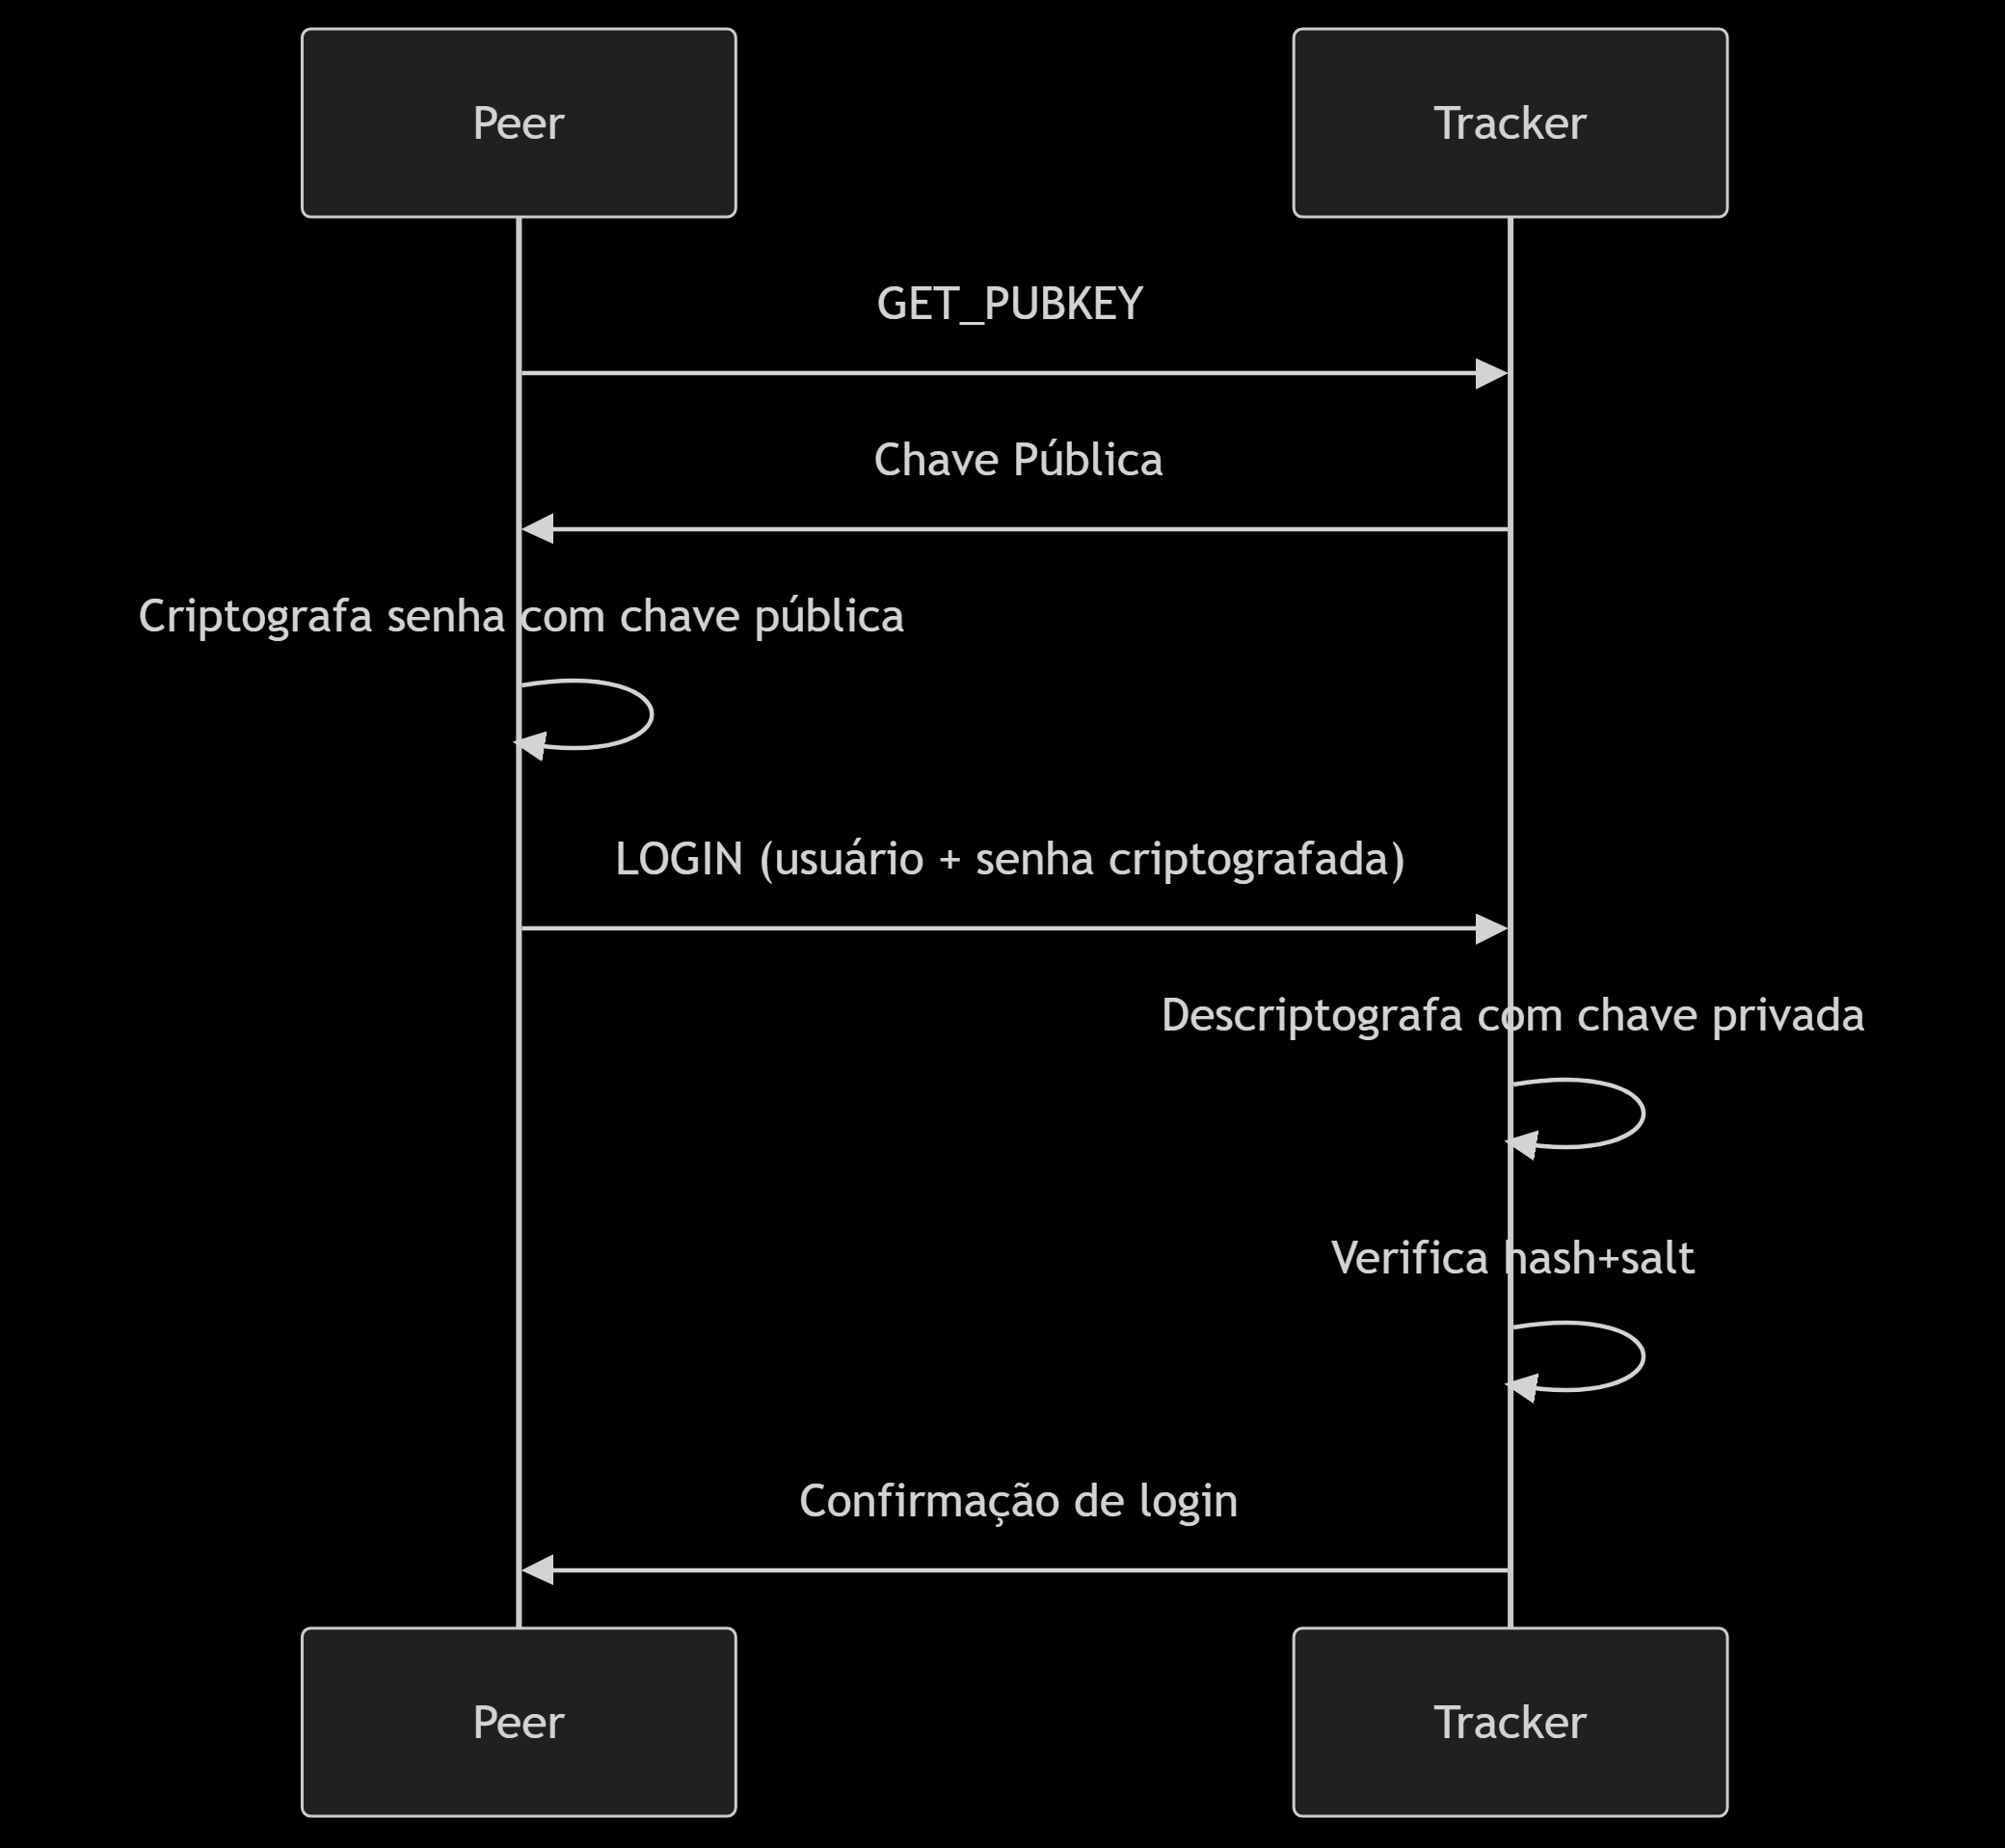 Peer
Tracker
GET_PUBKEY
Chave Pública
Criptografa senha com chave pública
LOGIN (usuário + senha criptografada)
Descriptografa com chave privada
Verifica hash+salt
Confirmação de login
Peer
Tracker